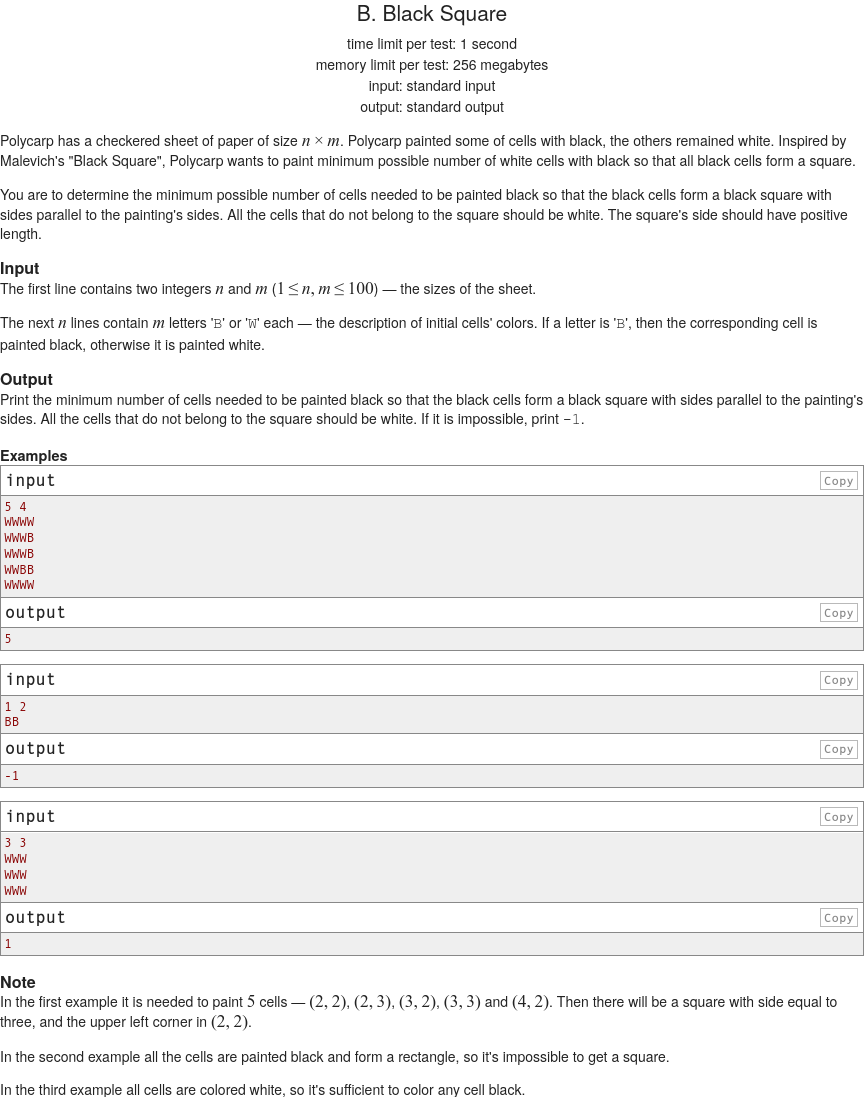 B. Black Square
time limit per test: 1 second
memory limit per test: 256 megabytes
input: standard input
output: standard output
Polycarp has a checkered sheet of paper of size n × m. Polycarp painted some of cells with black, the others remained white. Inspired by
Malevich's "Black Square", Polycarp wants to paint minimum possible number of white cells with black so that all black cells form a square.
You are to determine the minimum possible number of cells needed to be painted black so that the black cells form a black square with
sides parallel to the painting's sides. All the cells that do not belong to the square should be white. The square's side should have positive
length.
Input
The first line contains two integers n and m (1 ≤ n, m ≤ 100) — the sizes of the sheet.
The next n lines contain m letters 'B' or 'W' each — the description of initial cells' colors. If a letter is 'B', then the corresponding cell is
painted black, otherwise it is painted white.
Output
Print the minimum number of cells needed to be painted black so that the black cells form a black square with sides parallel to the painting's
sides. All the cells that do not belong to the square should be white. If it is impossible, print -1.
Examples
input Copy
5 4
WWWW
WWWB
WWWB
WWBB
WWWW
output Copy
5
input Copy
1 2
BB
output Copy
-1
input Copy
3 3
WWW
WWW
WWW
output Copy
1
Note
In the first example it is needed to paint 5 cells — (2, 2), (2, 3), (3, 2), (3, 3) and (4, 2). Then there will be a square with side equal to
three, and the upper left corner in (2, 2).
In the second example all the cells are painted black and form a rectangle, so it's impossible to get a square.
In the third example all cells are colored white, so it's sufficient to color any cell black.